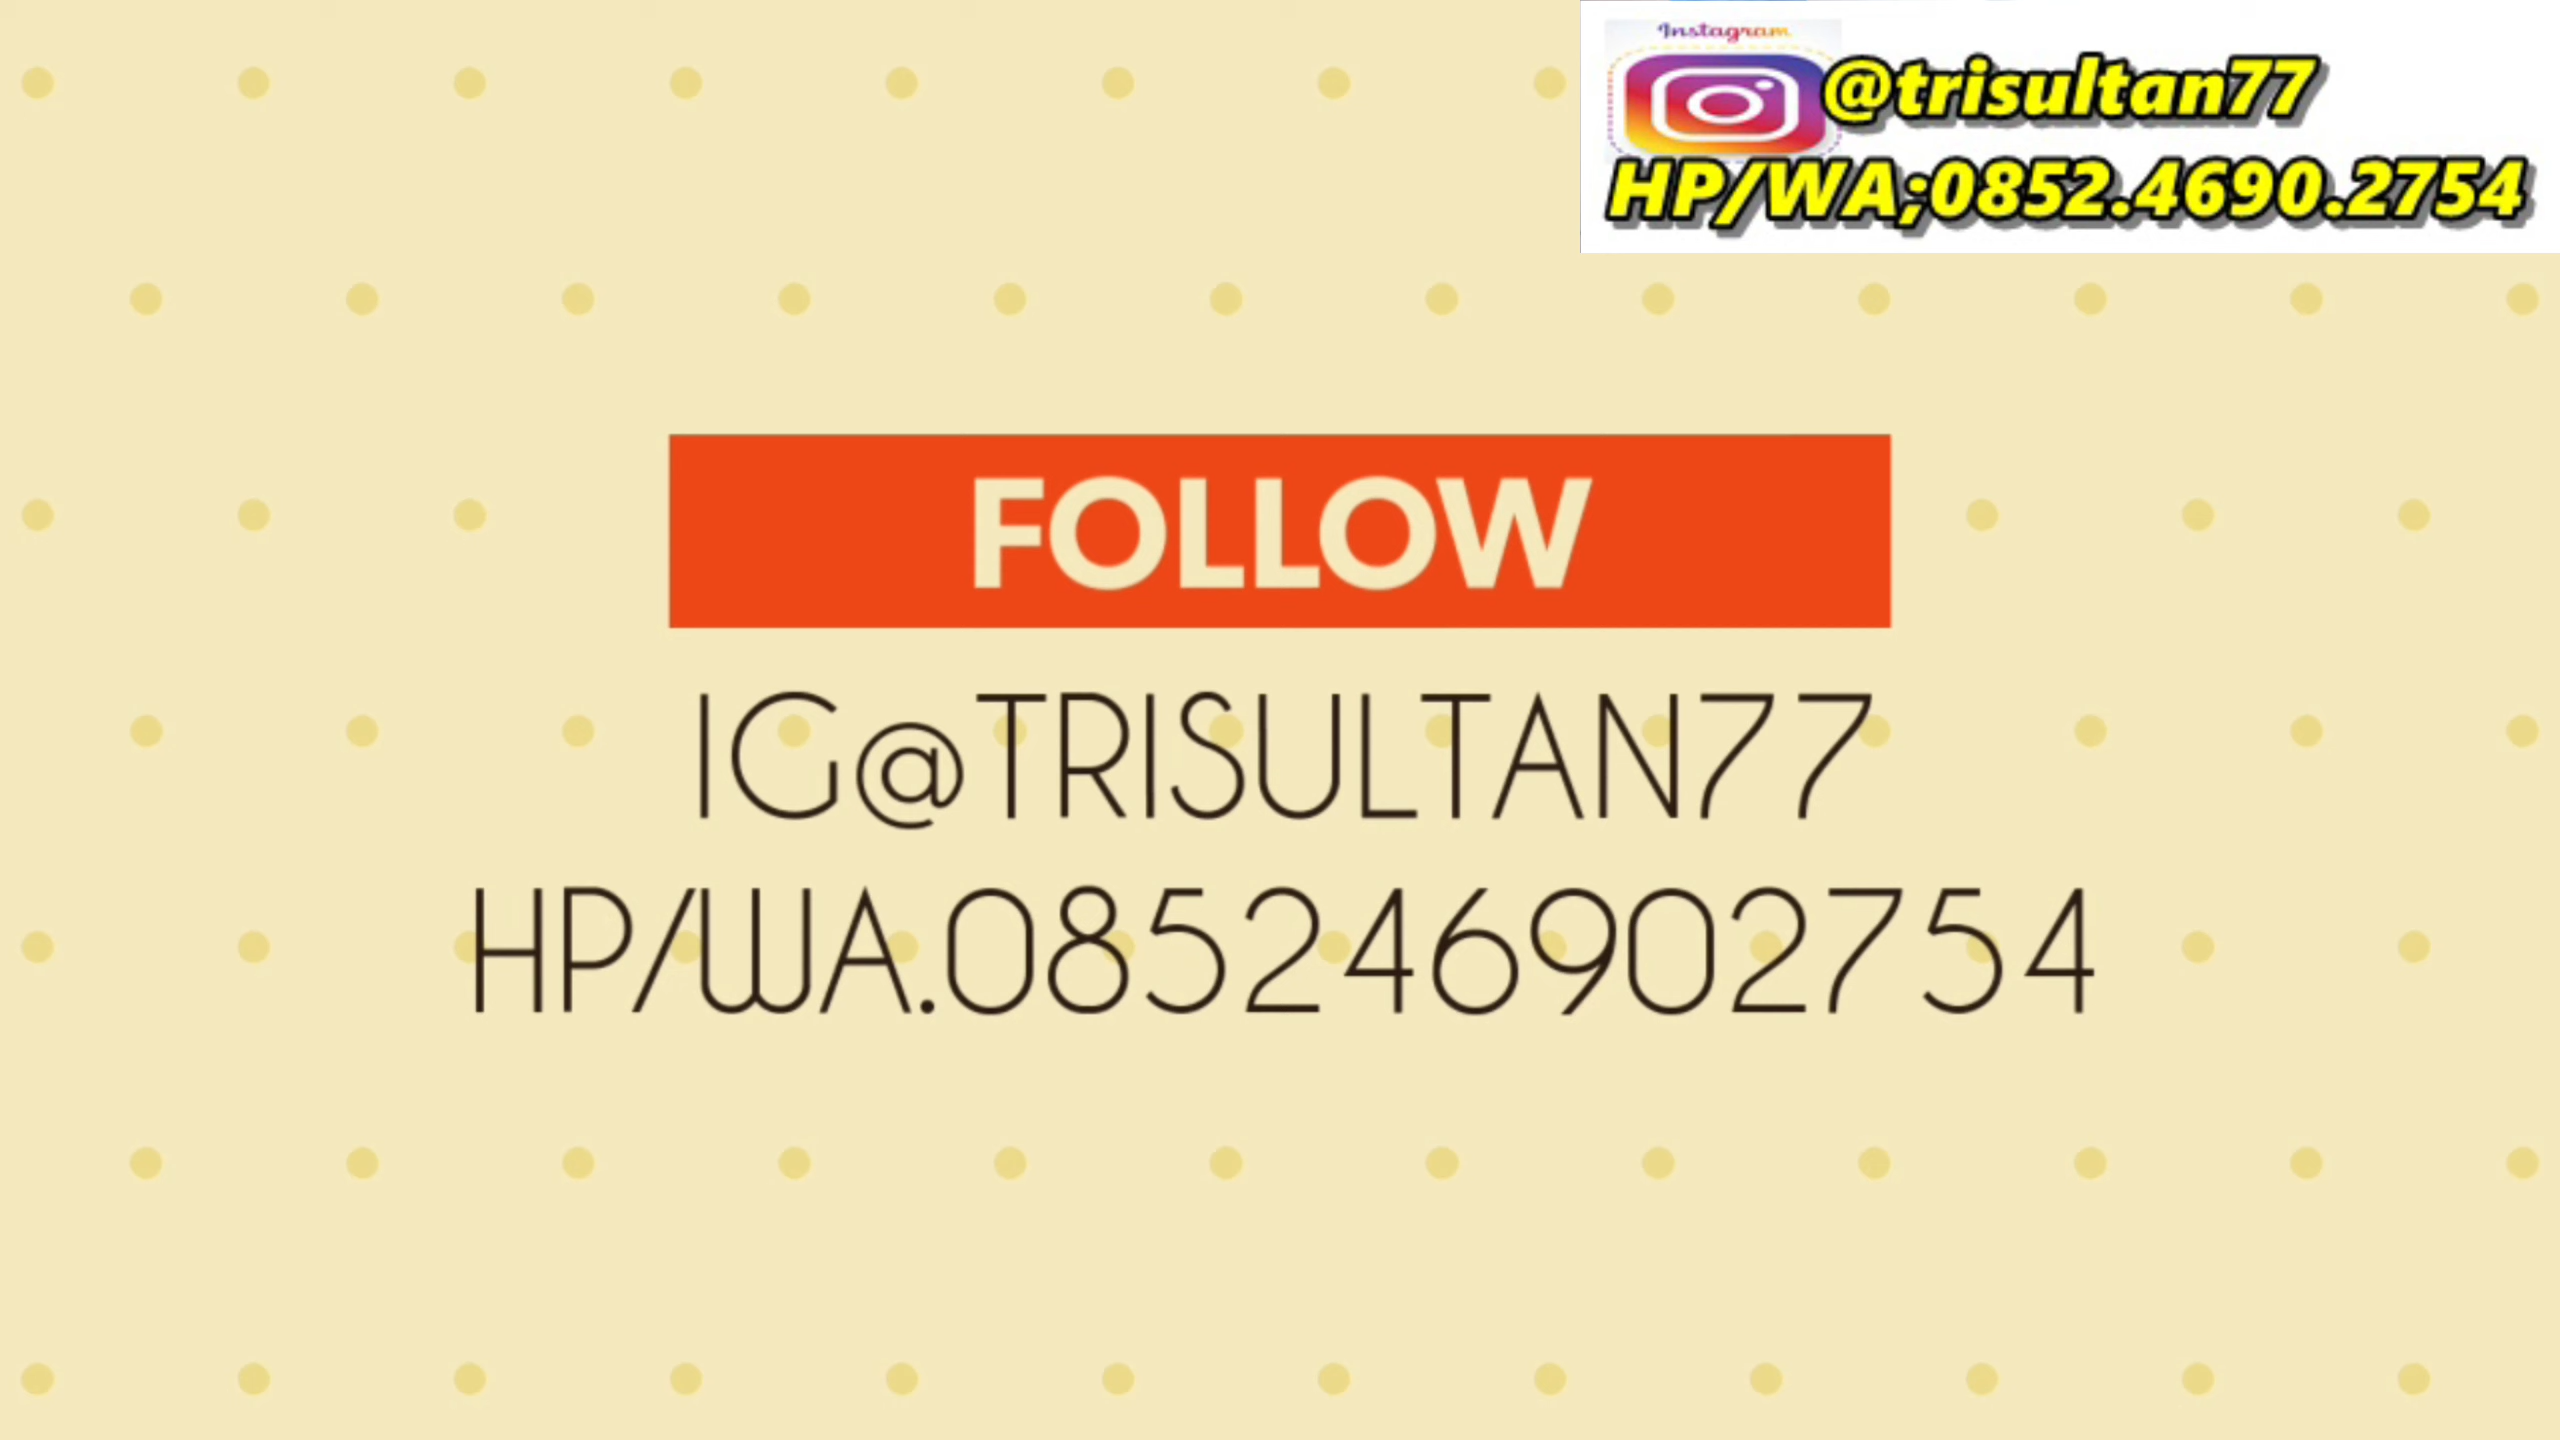 Instagram
@trisultan77
HP/WA;0852.4690.2754
FOLLOW
IG@TRISULTAN77
HP/WA.085246902754